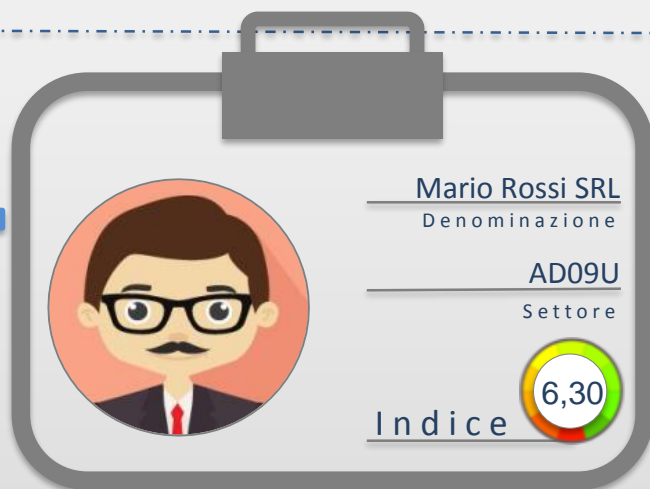 Mario Rossi SRL
Denominazione
AD09U
Settore
Indice 6,30